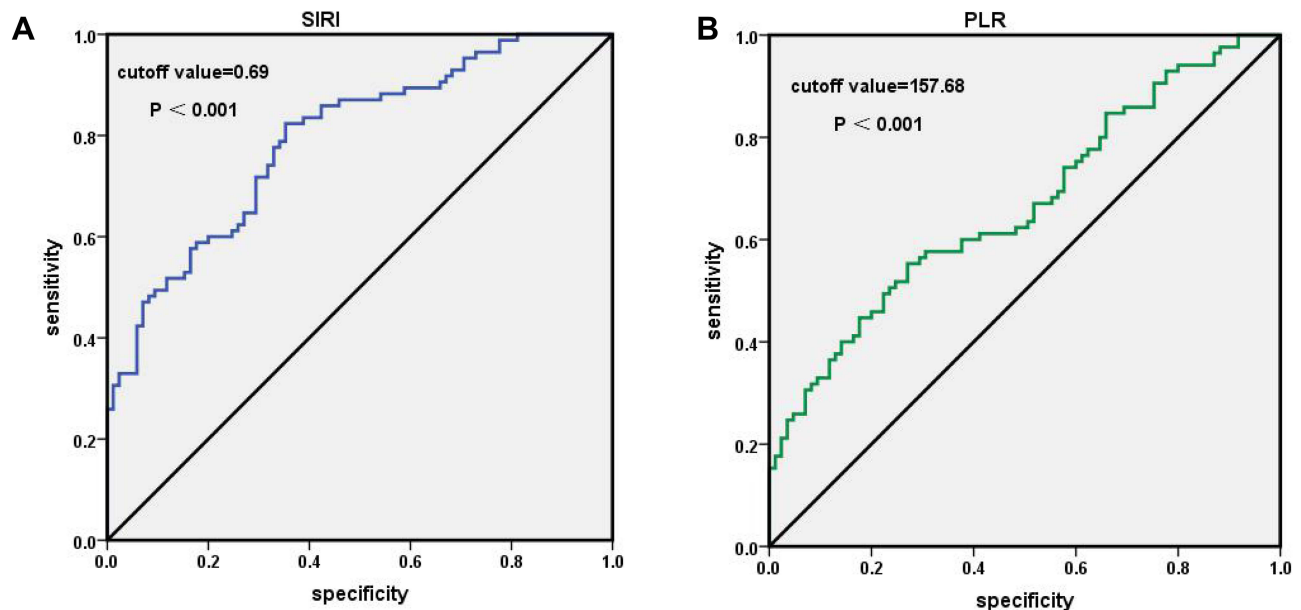 A
SIRI
cutoff value=0.69
P < 0.001
sensitivity
1.0
0.8
0.6
0.4
0.2
0.0
0.0 0.2 0.4 0.6 0.8 1.0
specificity
B
PLR
cutoff value=157.68
P < 0.001
sensitivity
1.0
0.8
0.6
0.4
0.2
0.0
0.0 0.2 0.4 0.6 0.8 1.0
specificity